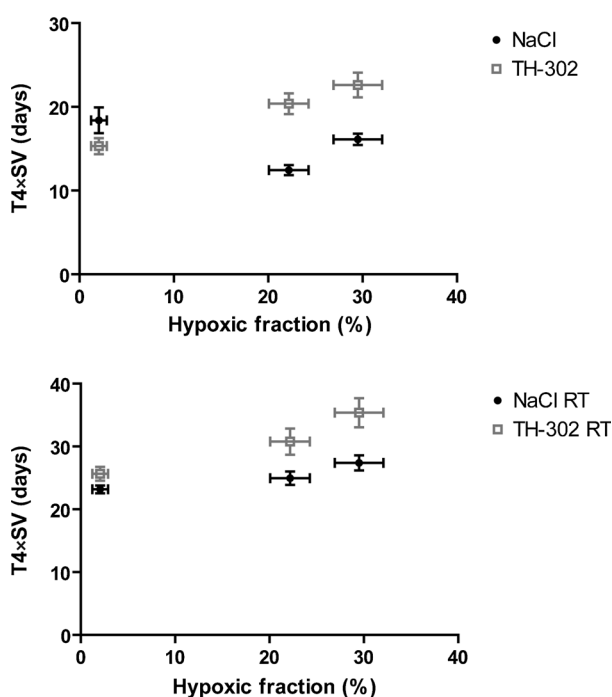 30
20
10
0
T4×SV (days)
0 10 20 30 40
Hypoxic fraction (%)
NaCl
TH-302
40
30
20
10
0
T4×SV (days)
0 10 20 30 40
Hypoxic fraction (%)
NaCl RT
TH-302 RT